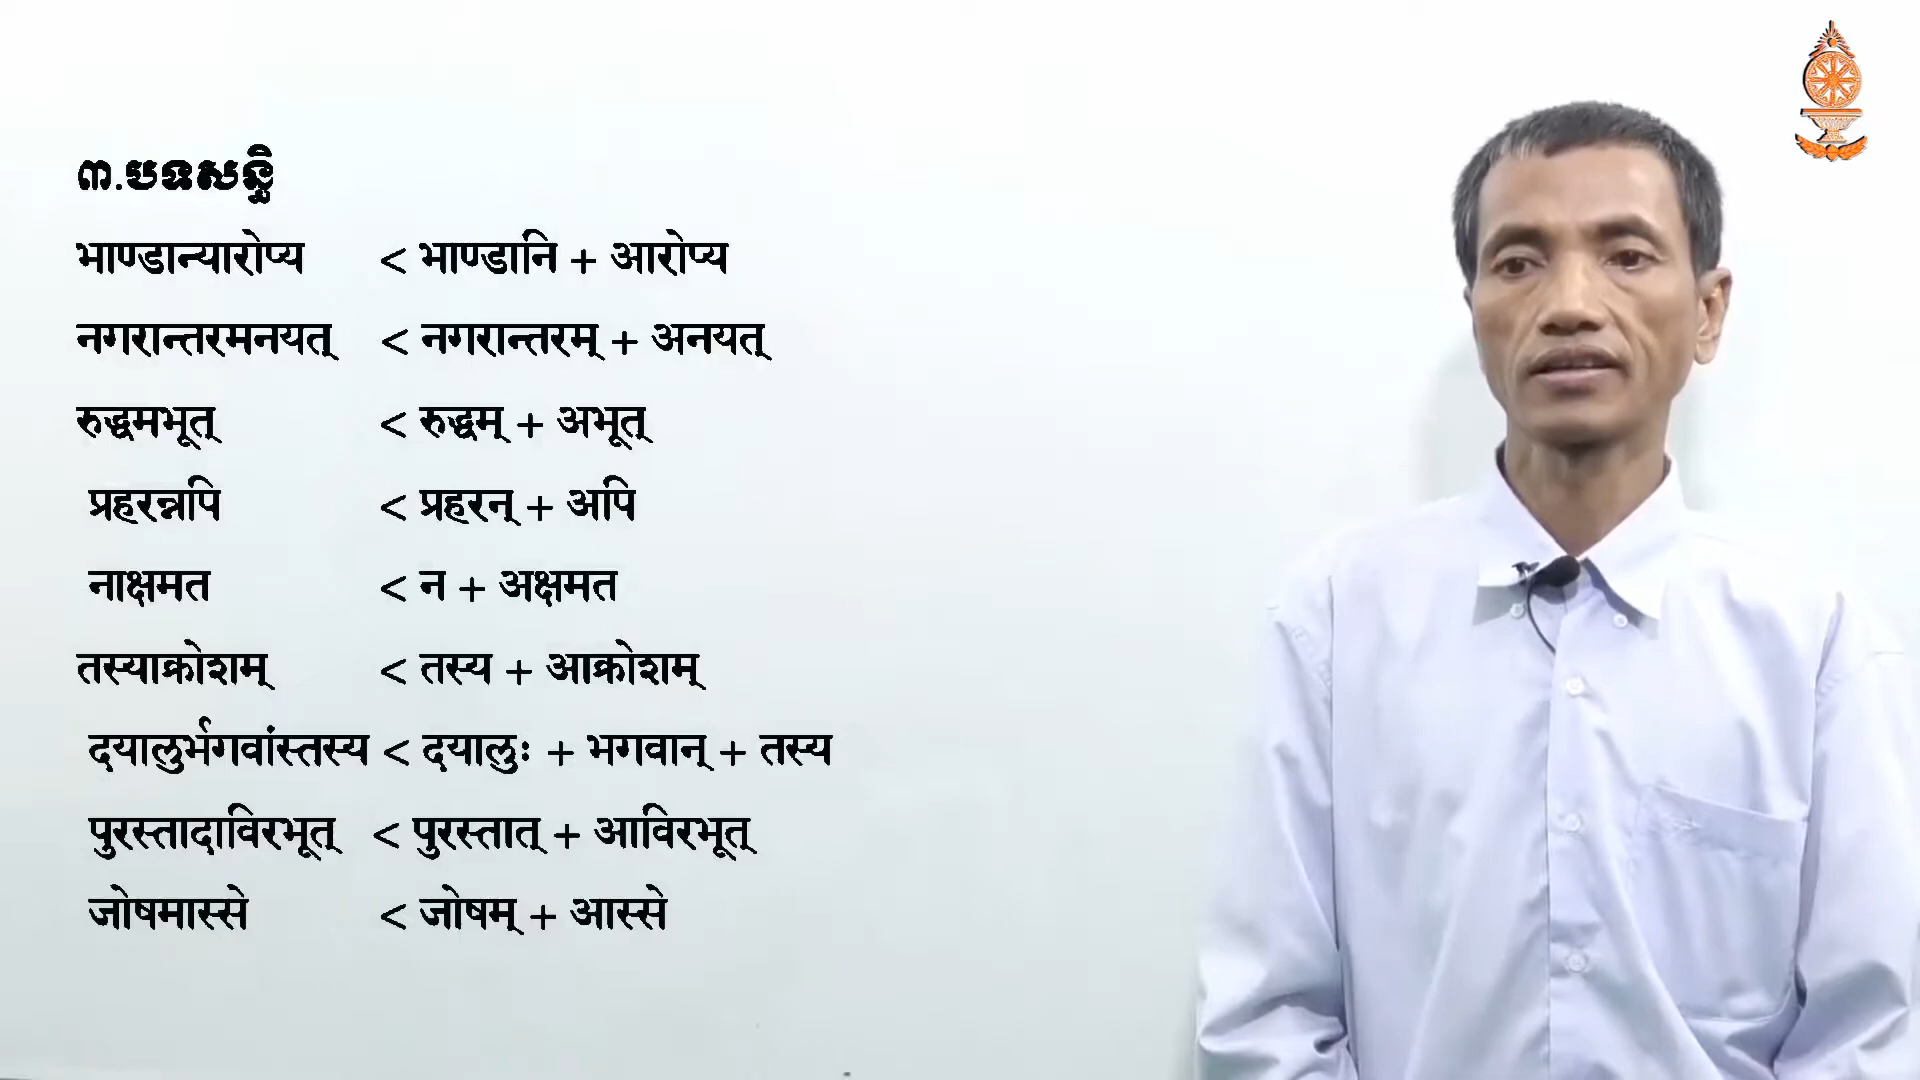 ៣.បទសន្ធិ
भाण्डान्यारोप्य < भाण्डानि + आरोप्य
नगरान्तरमनयत् < नगरान्तरम् + अनयत्
रुद्धमभूत् < रुद्धम् + अभूत्
प्रहरन्नपि < प्रहरन् + अपि
नाक्षमत < न + अक्षमत
तस्याक्रोशम् < तस्य + आक्रोशम्
दयालुर्भगवांस्तस्य < दयालुः + भगवान् + तस्य
पुरस्तादाविरभूत् < पुरस्तात् + आविरभूत्
जोषमास्से < जोषम् + आस्से